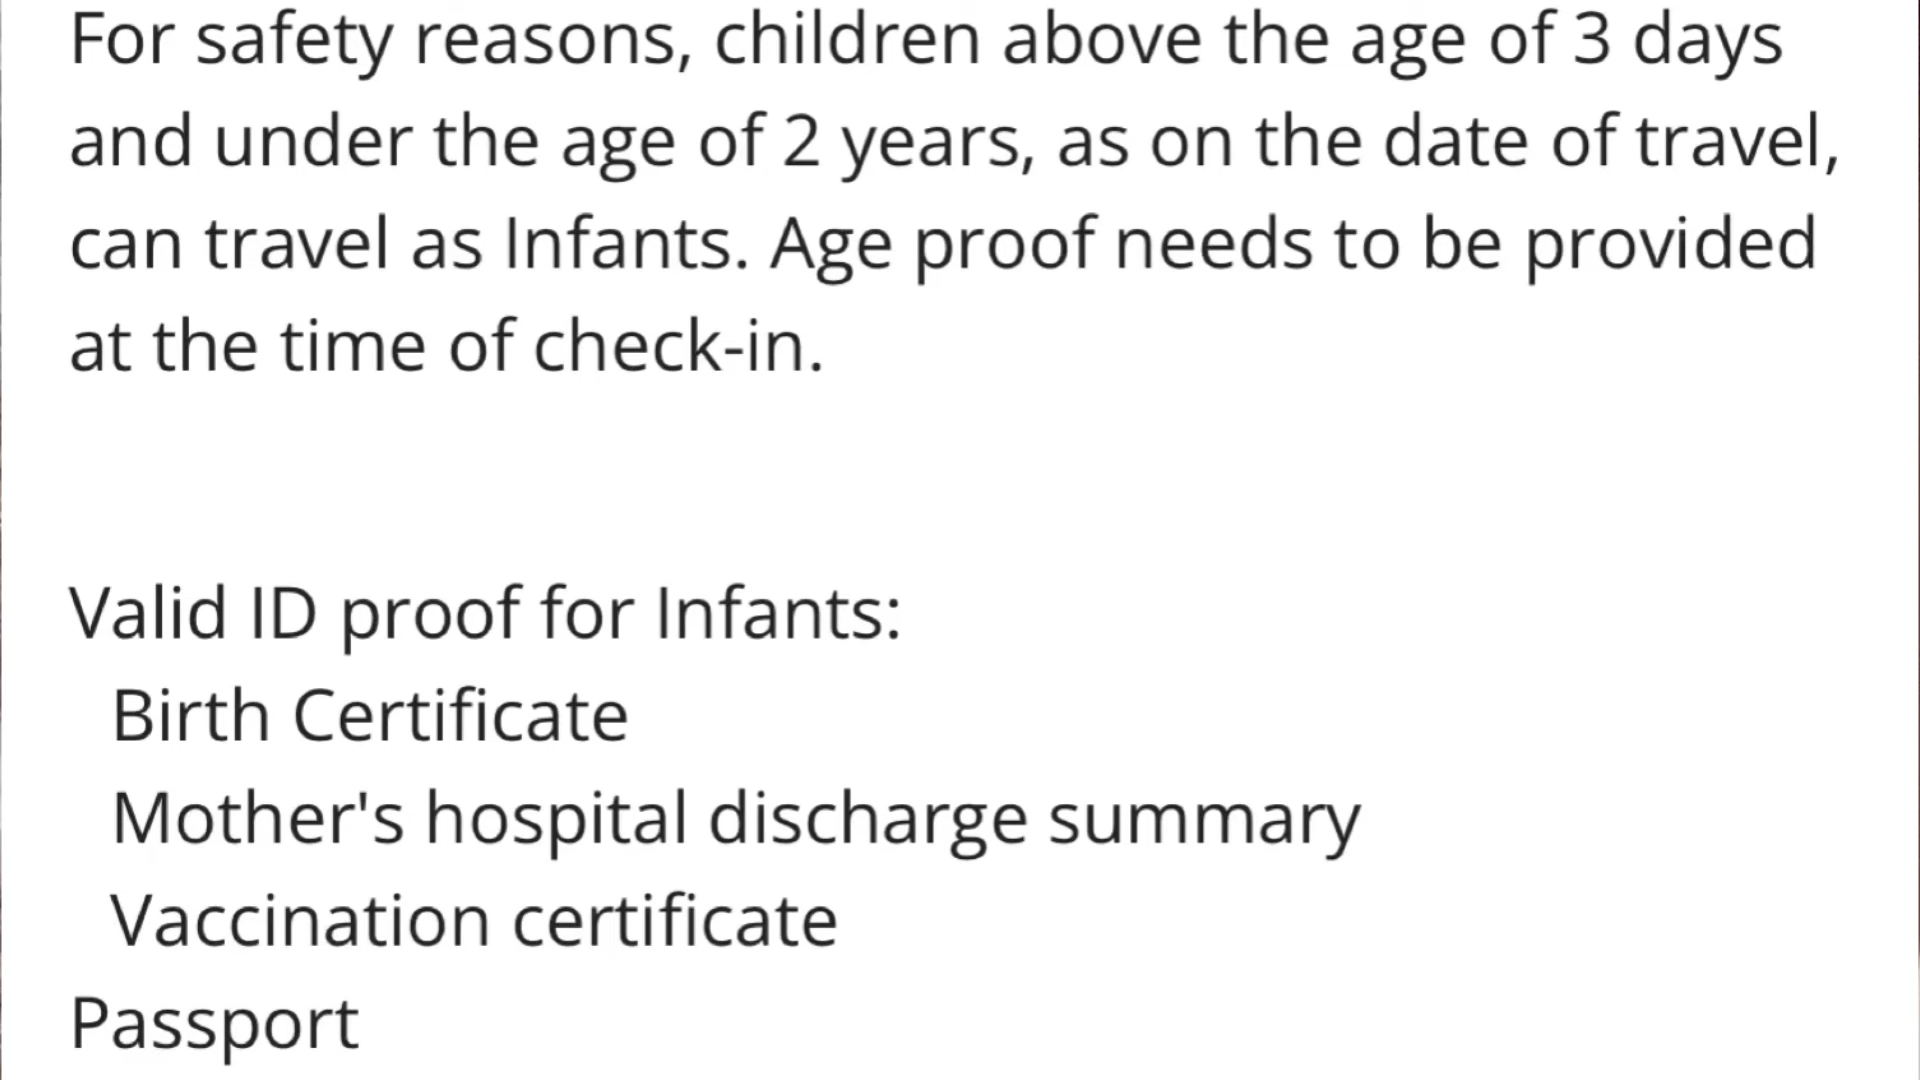 For safety reasons, children above the age of 3 days
and under the age of 2 years, as on the date of travel,
can travel as Infants. Age proof needs to be provided
at the time of check-in.
Valid ID proof for Infants:
Birth Certificate
Mother's hospital discharge summary
Vaccination certificate
Passport